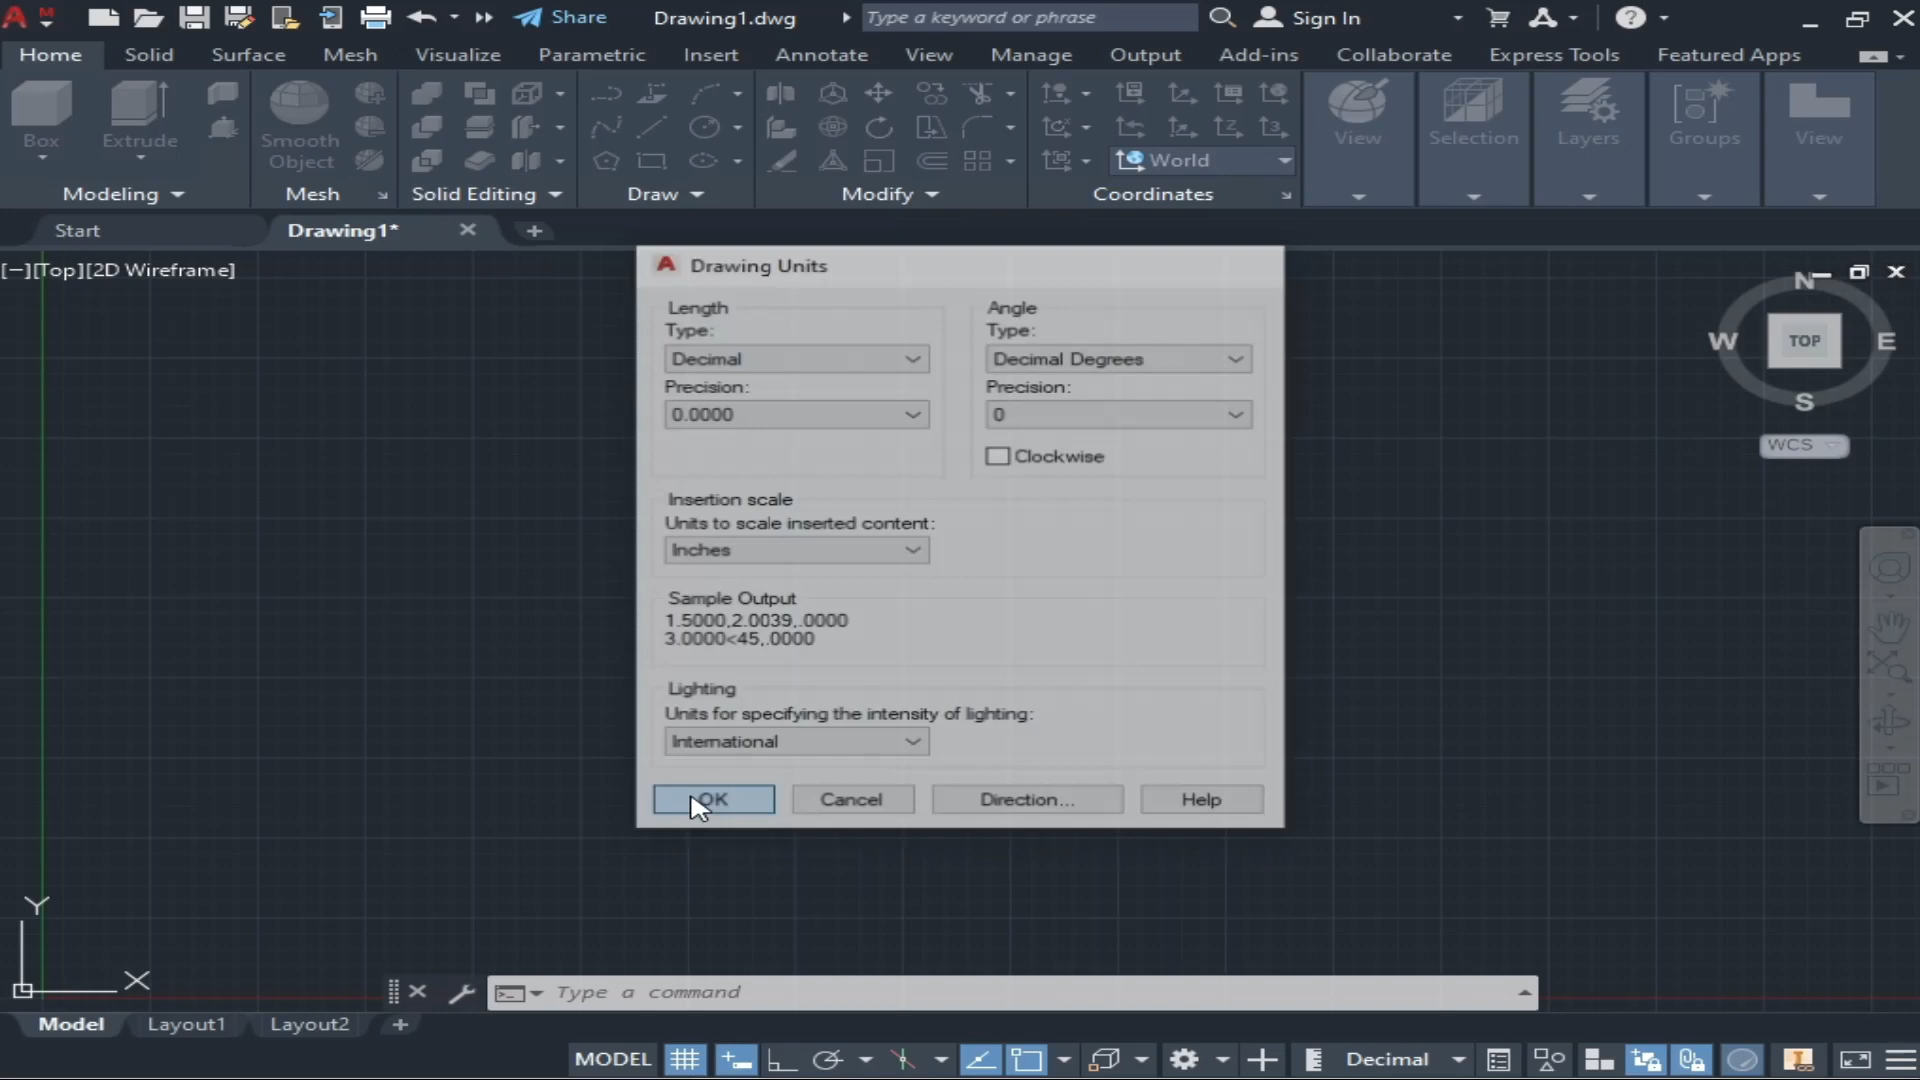 Share
Drawing1.dwg
Type a keyword or phrase
Sign In
Home
Solid
Surface
Mesh
Visualize
Parametric
Insert
Annotate
View
Manage
Output
Add-ins
Collaborate
Express Tools
Featured Apps
Box
Extrude
Smooth
Object
World
View
Selection
Layers
Groups
View
Modeling
Mesh
Solid Editing
Draw
Modify
Coordinates
Start
Drawing1*
[−][Top][2D Wireframe]
Drawing Units
Length
Type:
Decimal
Precision:
0.0000
Angle
Type:
Decimal Degrees
Precision:
0
Clockwise
Insertion scale
Units to scale inserted content:
Inches
Sample Output
1.5000,2.0039,.0000
3.0000<45,.0000
Lighting
Units for specifying the intensity of lighting:
International
OK
Cancel
Direction...
Help
N
W
TOP
E
S
WCS
Y
X
Type a command
Model
Layout1
Layout2
MODEL
Decimal